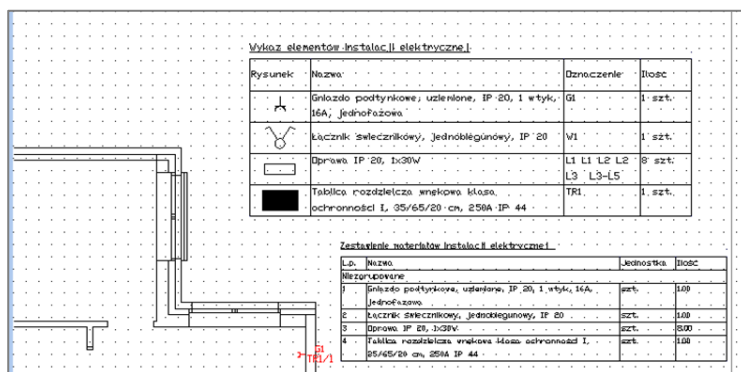 Wykaz elementów instalacji elektrycznej
Rysunek Nazwa Oznaczenie Ilość
Gniazdo podtynkowe, uziemione, IP 20, 1 wtyk, G1 1 szt.
16A, jednofazowa
Łącznik świecznikowy, jednobiegunowy, IP 20 W1 1 szt.
Oprawa IP 20, 1x30W L1 L1 L2 L2 8 szt.
L3 L3-L5
Tablica rozdzielcza wnękowa klasa TR1 1 szt.
ochronności I, 35/65/20 cm, 250A IP 44
Zestawienie materiałów instalacji elektrycznej
L.p. Nazwa Jednostka Ilość
Niezgrupowane
1 Gniazdo podtynkowe, uziemione, IP 20, 1 wtyk, 16A, szt. 1.00
jednofazowa
2 Łącznik świecznikowy, jednobiegunowy, IP 20 szt. 1.00
3 Oprawa IP 20, 1x30W szt. 8.00
4 Tablica rozdzielcza wnękowa klasa ochronności I, szt. 1.00
35/65/20 cm, 250A IP 44
G1
TR1/1